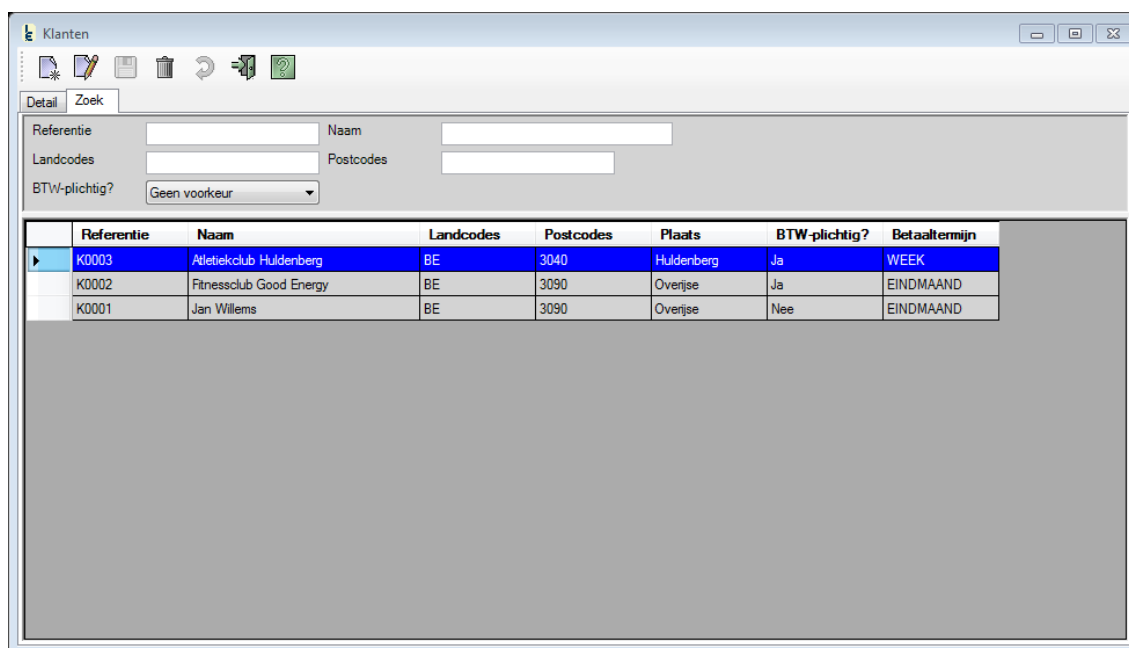 Klanten
Detail Zoek
Referentie Naam
Landcodes Postcodes
BTW-plichtig? Geen voorkeur
Referentie Naam Landcodes Postcodes Plaats BTW-plichtig? Betaaltermijn
K0003 Atletiekclub Huldenberg BE 3040 Huldenberg Ja WEEK
K0002 Fitnessclub Good Energy BE 3090 Overijse Ja EINDMAAND
K0001 Jan Willems BE 3090 Overijse Nee EINDMAAND